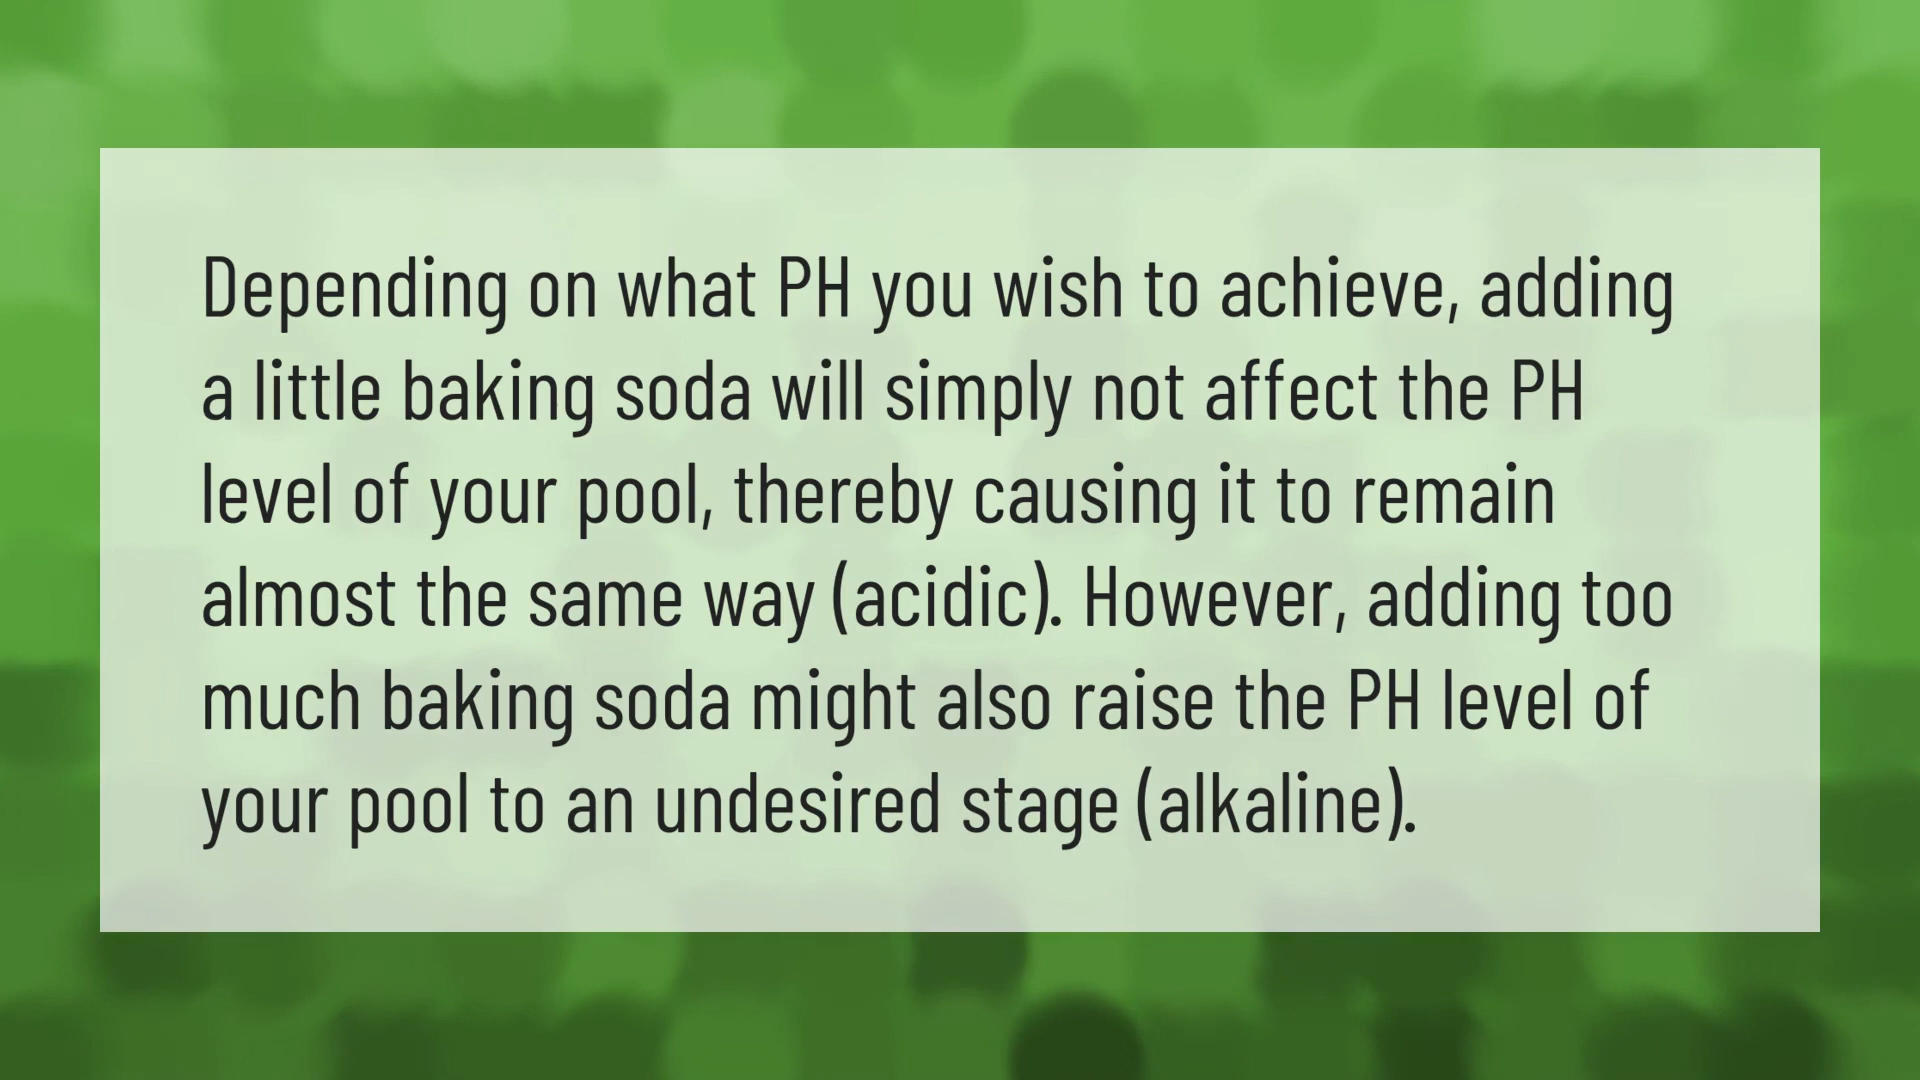 Depending on what PH you wish to achieve, adding
a little baking soda will simply not affect the PH
level of your pool, thereby causing it to remain
almost the same way (acidic). However, adding too
much baking soda might also raise the PH level of
your pool to an undesired stage (alkaline).